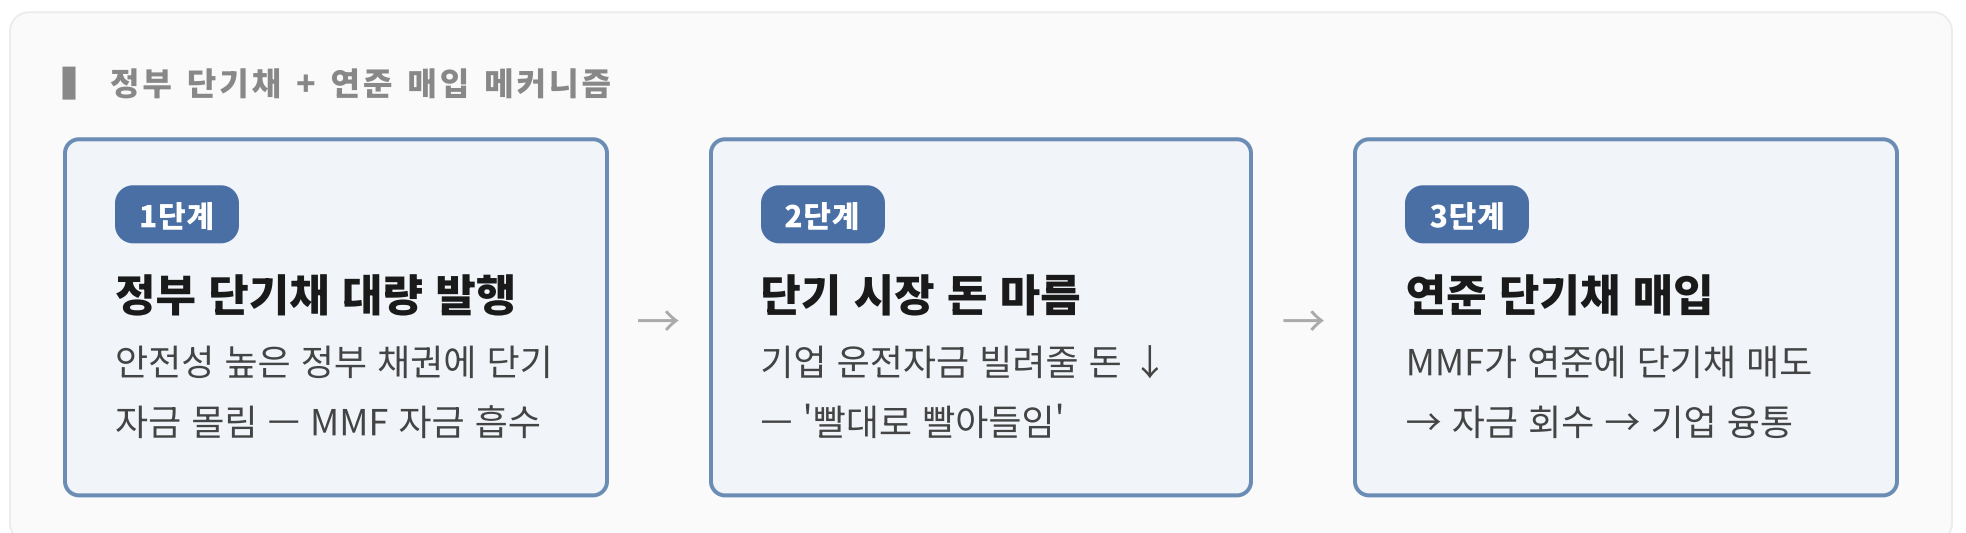 정부 단기채 + 연준 매입 메커니즘
1단계
정부 단기채 대량 발행
안전성 높은 정부 채권에 단기
자금 몰림 — MMF 자금 흡수
→
2단계
단기 시장 돈 마름
기업 운전자금 빌려줄 돈 ↓
— '빨대로 빨아들임'
→
3단계
연준 단기채 매입
MMF가 연준에 단기채 매도
→ 자금 회수 → 기업 융통